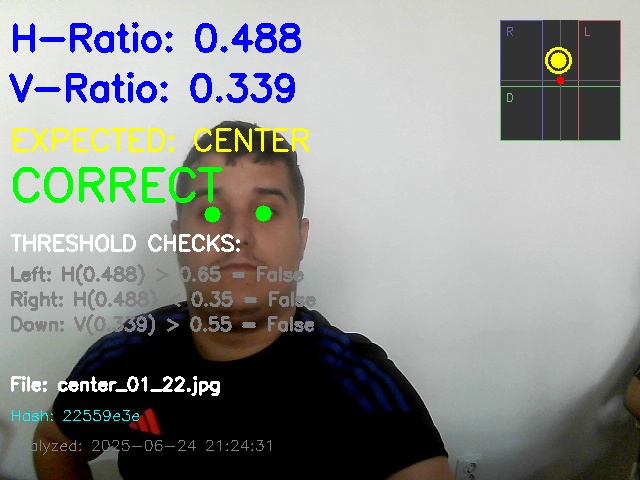 H-Ratio: 0.488
V-Ratio: 0.339
EXPECTED: CENTER
CORRECT
THRESHOLD CHECKS:
Left: H(0.488) > 0.65 = False
Right: H(0.488) < 0.35 = False
Down: V(0.339) > 0.55 = False
File: center_01_22.jpg
Hash: 22559e3e
Analyzed: 2025-06-24 21:24:31
R
L
D